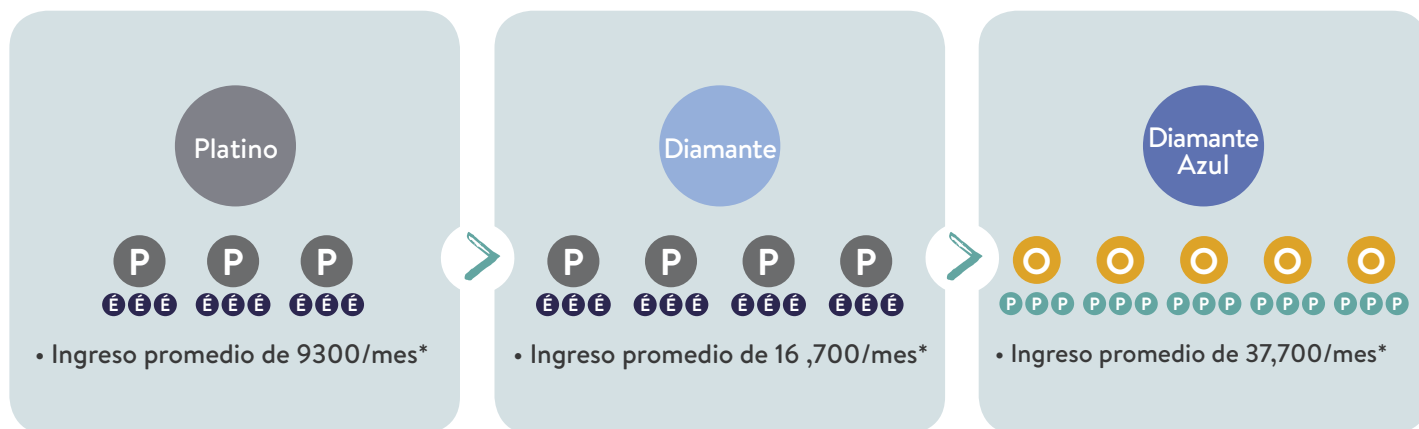 Platino
P P P
É É É É É É É É É
• Ingreso promedio de 9300/mes*
Diamante
P P P P
É É É É É É É É É É É É
• Ingreso promedio de 16 ,700/mes*
Diamante
Azul
O O O O O
P P P P P P P P P P P P P P P
• Ingreso promedio de 37,700/mes*